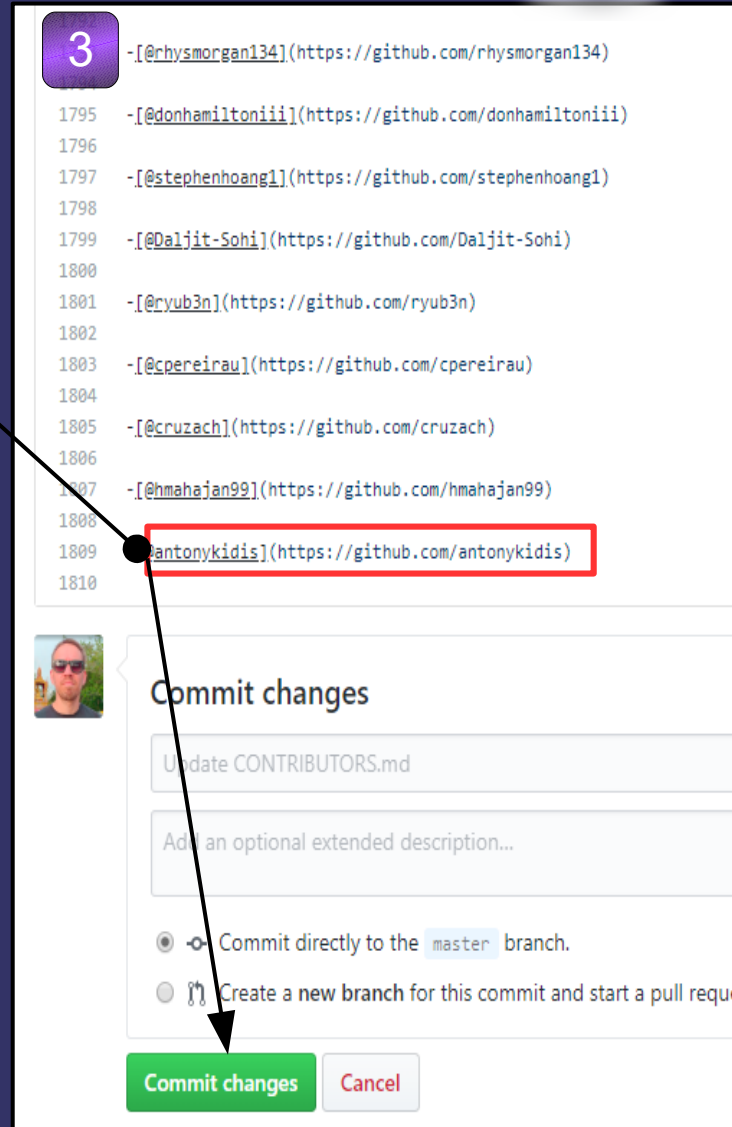 1792
3
-[@rhysmorgan134](https://github.com/rhysmorgan134)
1794
1795 -[@donhamiltoniii](https://github.com/donhamiltoniii)
1796
1797 -[@stephenhoang1](https://github.com/stephenhoang1)
1798
1799 -[@Daljit-Sohi](https://github.com/Daljit-Sohi)
1800
1801 -[@ryub3n](https://github.com/ryub3n)
1802
1803 -[@cpereirau](https://github.com/cpereirau)
1804
1805 -[@cruzach](https://github.com/cruzach)
1806
1807 -[@hmahajan99](https://github.com/hmahajan99)
1808
1809 antonykidis](https://github.com/antonykidis)
1810
Commit changes
Update CONTRIBUTORS.md
Add an optional extended description...
Commit directly to the master branch.
Create a new branch for this commit and start a pull reque
Commit changes Cancel